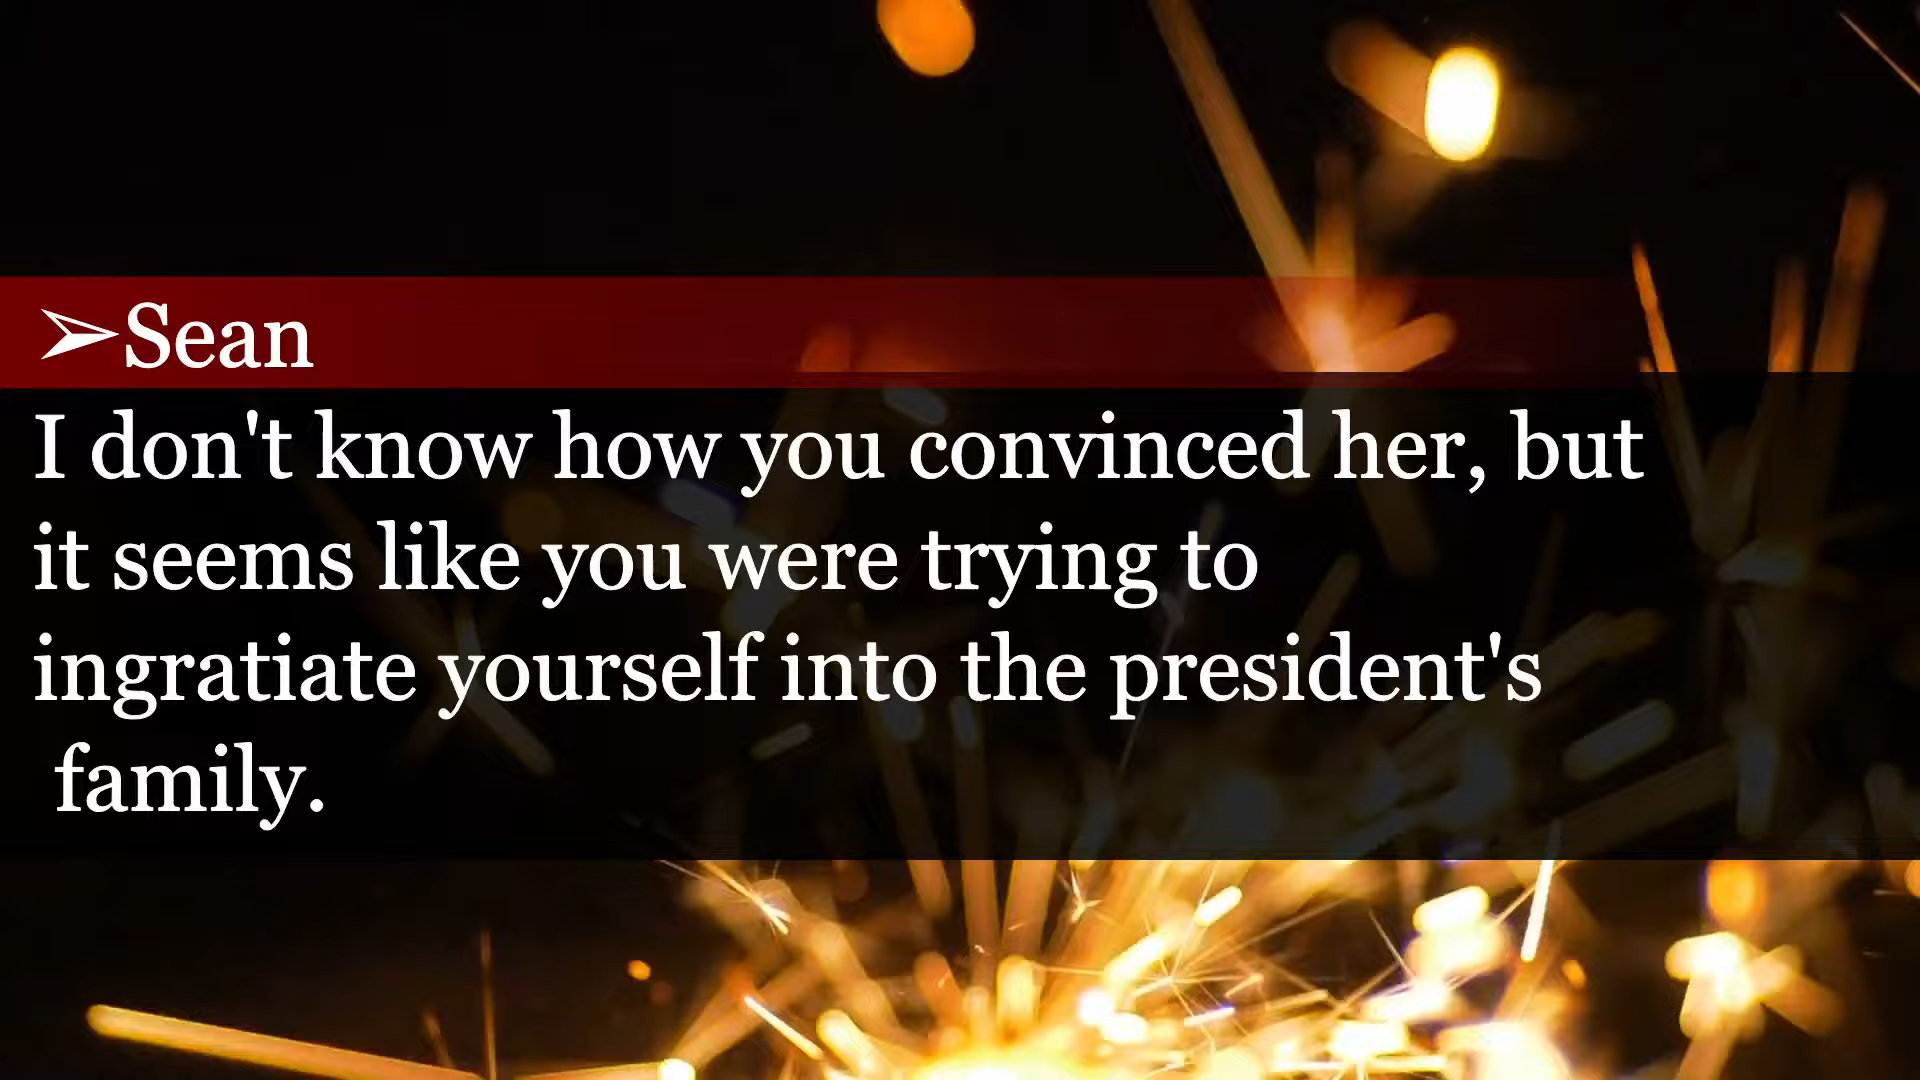 ➢Sean
I don't know how you convinced her, but
it seems like you were trying to
ingratiate yourself into the president's
family.